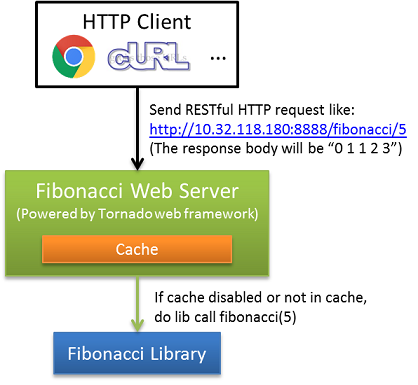 HTTP Client
cURL ...
Send RESTful HTTP request like:
http://10.32.118.180:8888/fibonacci/5
(The response body will be “0 1 1 2 3”)
Fibonacci Web Server
(Powered by Tornado web framework)
Cache
If cache disabled or not in cache,
do lib call fibonacci(5)
Fibonacci Library